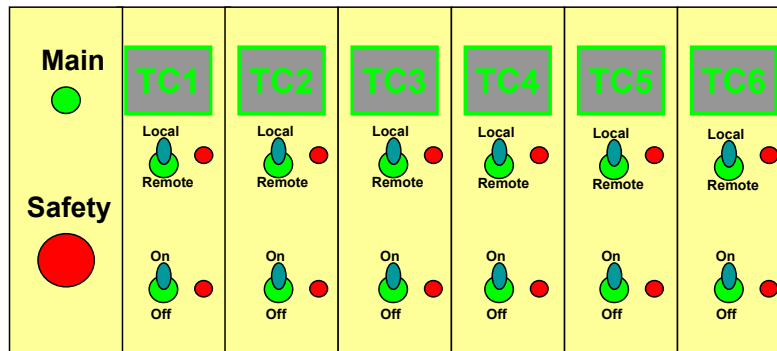 Main
Safety
TC1
Local
Remote
On
Off
TC2
Local
Remote
On
Off
TC3
Local
Remote
On
Off
TC4
Local
Remote
On
Off
TC5
Local
Remote
On
Off
TC6
Local
Remote
On
Off